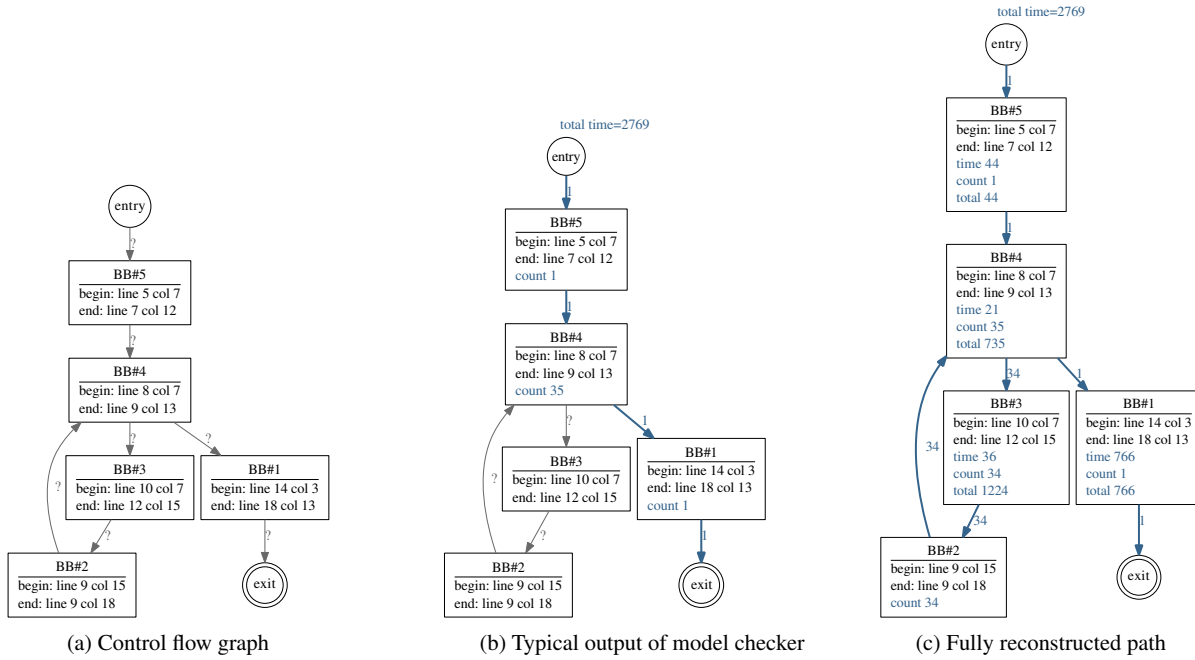 entry
?
BB#5
begin: line 5 col 7
end: line 7 col 12
?
BB#4
begin: line 8 col 7
end: line 9 col 13
?
?
?
BB#3
begin: line 10 col 7
end: line 12 col 15
BB#1
begin: line 14 col 3
end: line 18 col 13
?
?
BB#2
begin: line 9 col 15
end: line 9 col 18
exit
(a) Control flow graph
total time=2769
entry
1
BB#5
begin: line 5 col 7
end: line 7 col 12
count 1
1
BB#4
begin: line 8 col 7
end: line 9 col 13
count 35
?
1
?
BB#3
begin: line 10 col 7
end: line 12 col 15
BB#1
begin: line 14 col 3
end: line 18 col 13
count 1
?
1
BB#2
begin: line 9 col 15
end: line 9 col 18
exit
(b) Typical output of model checker
total time=2769
entry
1
BB#5
begin: line 5 col 7
end: line 7 col 12
time 44
count 1
total 44
1
BB#4
begin: line 8 col 7
end: line 9 col 13
time 21
count 35
total 735
34
1
34
BB#3
begin: line 10 col 7
end: line 12 col 15
time 36
count 34
total 1224
BB#1
begin: line 14 col 3
end: line 18 col 13
time 766
count 1
total 766
34
1
BB#2
begin: line 9 col 15
end: line 9 col 18
count 34
exit
(c) Fully reconstructed path